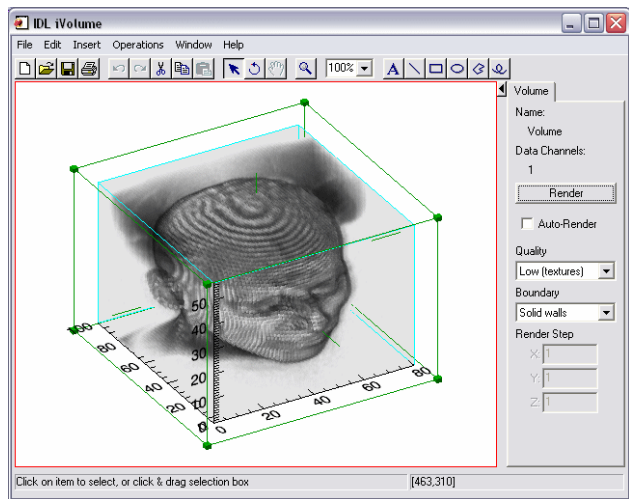 IDL iVolume
File Edit Insert Operations Window Help
100%
A
Volume
Name:
Volume
Data Channels:
1
Render
Auto-Render
Quality
Low (textures)
Boundary
Solid walls
Render Step
X: 1
Y: 1
Z: 1
50
40
30
20
10
0
100
80
60
40
20
0
0 20 40 60 80
Click on item to select, or click & drag selection box
[463,310]